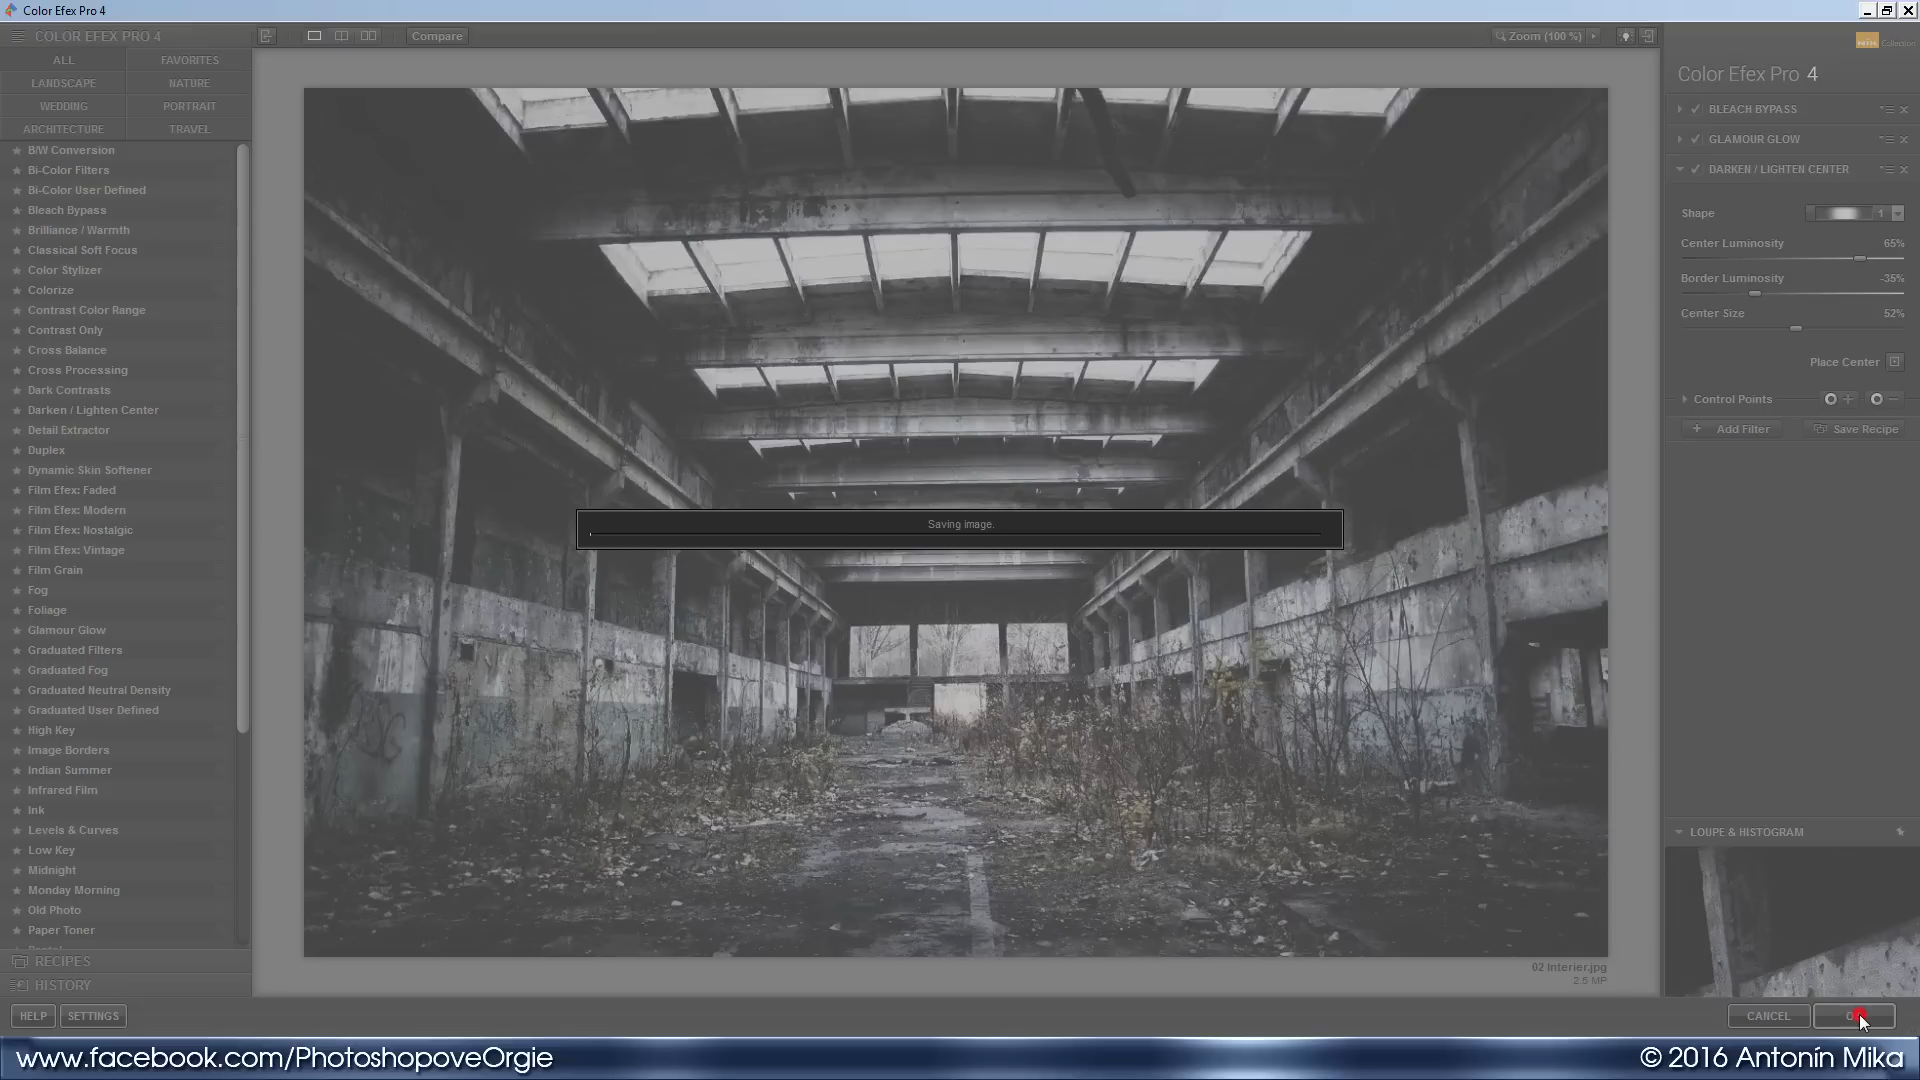 Color Efex Pro 4
COLOR EFEX PRO 4
Compare
Zoom (100 %)
Collection
ALL
FAVORITES
LANDSCAPE
NATURE
WEDDING
PORTRAIT
ARCHITECTURE
TRAVEL
B/W Conversion
Bi-Color Filters
Bi-Color User Defined
Bleach Bypass
Brilliance / Warmth
Classical Soft Focus
Color Stylizer
Colorize
Contrast Color Range
Contrast Only
Cross Balance
Cross Processing
Dark Contrasts
Darken / Lighten Center
Detail Extractor
Duplex
Dynamic Skin Softener
Film Efex: Faded
Film Efex: Modern
Film Efex: Nostalgic
Film Efex: Vintage
Film Grain
Fog
Foliage
Glamour Glow
Graduated Filters
Graduated Fog
Graduated Neutral Density
Graduated User Defined
High Key
Image Borders
Indian Summer
Infrared Film
Ink
Levels & Curves
Low Key
Midnight
Monday Morning
Old Photo
Paper Toner
RECIPES
HISTORY
HELP
SETTINGS
Saving image.
02 Interier.jpg
2.5 MP
Color Efex Pro 4
BLEACH BYPASS
GLAMOUR GLOW
DARKEN / LIGHTEN CENTER
Shape
1
Center Luminosity
65%
Border Luminosity
-35%
Center Size
52%
Place Center
Control Points
Add Filter
Save Recipe
LOUPE & HISTOGRAM
CANCEL
www.facebook.com/PhotoshopoveOrgie
© 2016 Antonín Mika